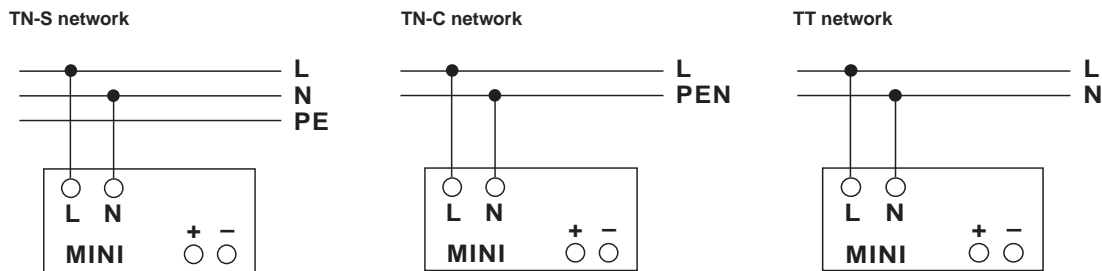 TN-S network
L
N
PE
L N
+ −
MINI
TN-C network
L
PEN
L N
+ −
MINI
TT network
L
N
L N
+ −
MINI